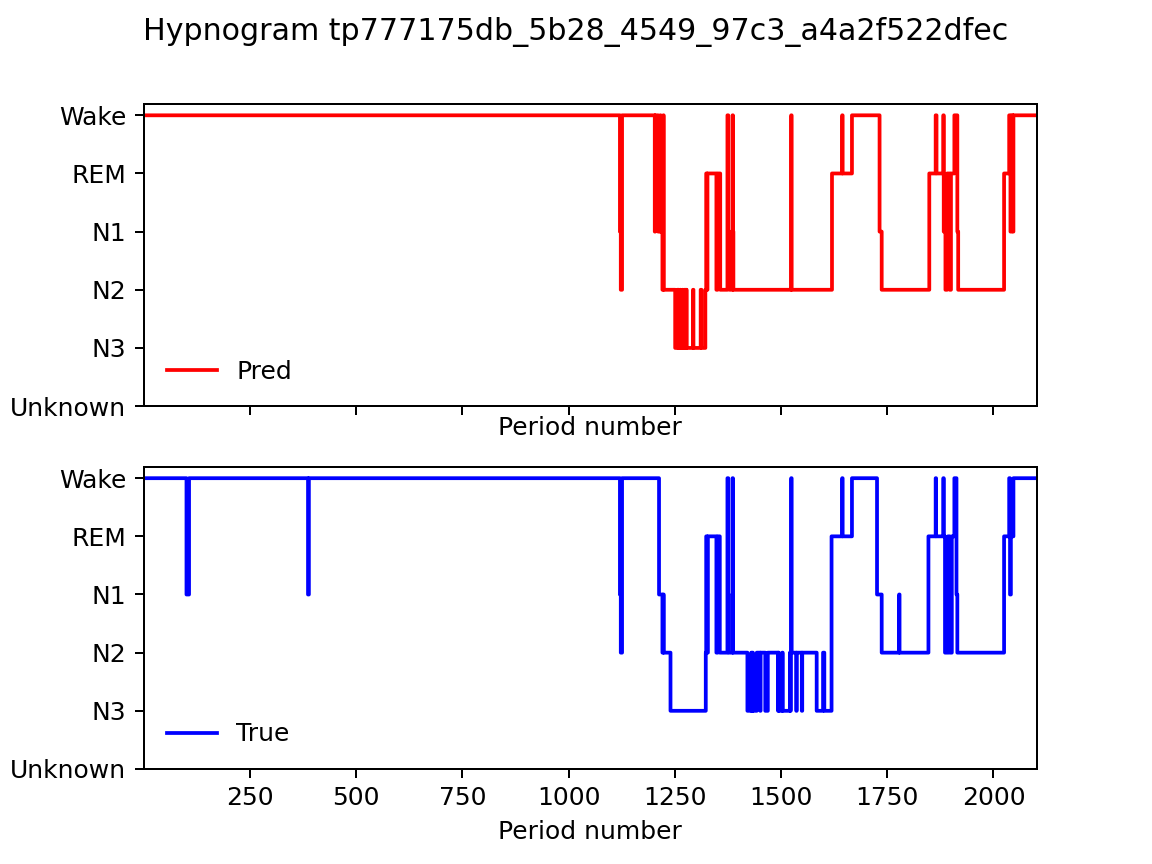 Hypnogram tp777175db_5b28_4549_97c3_a4a2f522dfec
Wake
REM
N1
N2
N3
Unknown
Pred
Period number
Wake
REM
N1
N2
N3
Unknown
True
250 500 750 1000 1250 1500 1750 2000
Period number